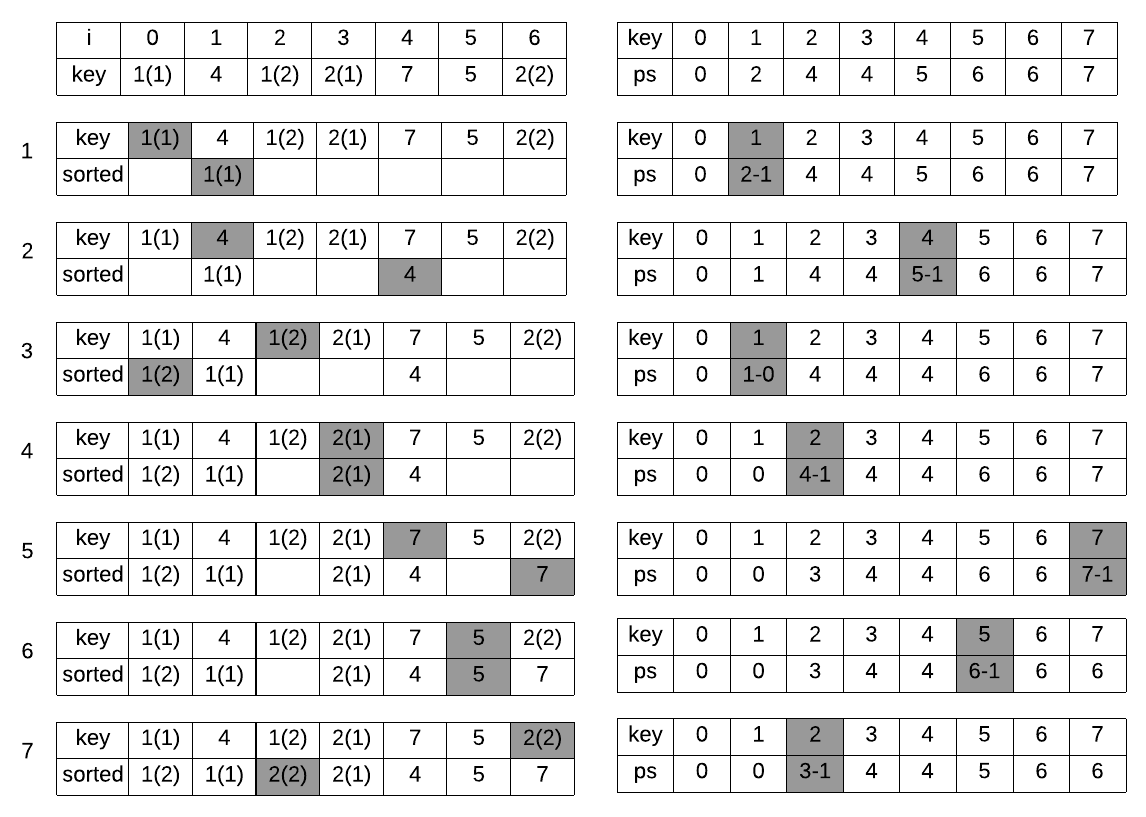 i 0 1 2 3 4 5 6
key 1(1) 4 1(2) 2(1) 7 5 2(2)
key 0 1 2 3 4 5 6 7
ps 0 2 4 4 5 6 6 7
1
key 1(1) 4 1(2) 2(1) 7 5 2(2)
sorted 1(1)
key 0 1 2 3 4 5 6 7
ps 0 2-1 4 4 5 6 6 7
2
key 1(1) 4 1(2) 2(1) 7 5 2(2)
sorted 1(1) 4
key 0 1 2 3 4 5 6 7
ps 0 1 4 4 5-1 6 6 7
3
key 1(1) 4 1(2) 2(1) 7 5 2(2)
sorted 1(2) 1(1) 4
key 0 1 2 3 4 5 6 7
ps 0 1-0 4 4 4 6 6 7
4
key 1(1) 4 1(2) 2(1) 7 5 2(2)
sorted 1(2) 1(1) 2(1) 4
key 0 1 2 3 4 5 6 7
ps 0 0 4-1 4 4 6 6 7
5
key 1(1) 4 1(2) 2(1) 7 5 2(2)
sorted 1(2) 1(1) 2(1) 4 7
key 0 1 2 3 4 5 6 7
ps 0 0 3 4 4 6 6 7-1
6
key 1(1) 4 1(2) 2(1) 7 5 2(2)
sorted 1(2) 1(1) 2(1) 4 5 7
key 0 1 2 3 4 5 6 7
ps 0 0 3 4 4 6-1 6 6
7
key 1(1) 4 1(2) 2(1) 7 5 2(2)
sorted 1(2) 1(1) 2(2) 2(1) 4 5 7
key 0 1 2 3 4 5 6 7
ps 0 0 3-1 4 4 5 6 6